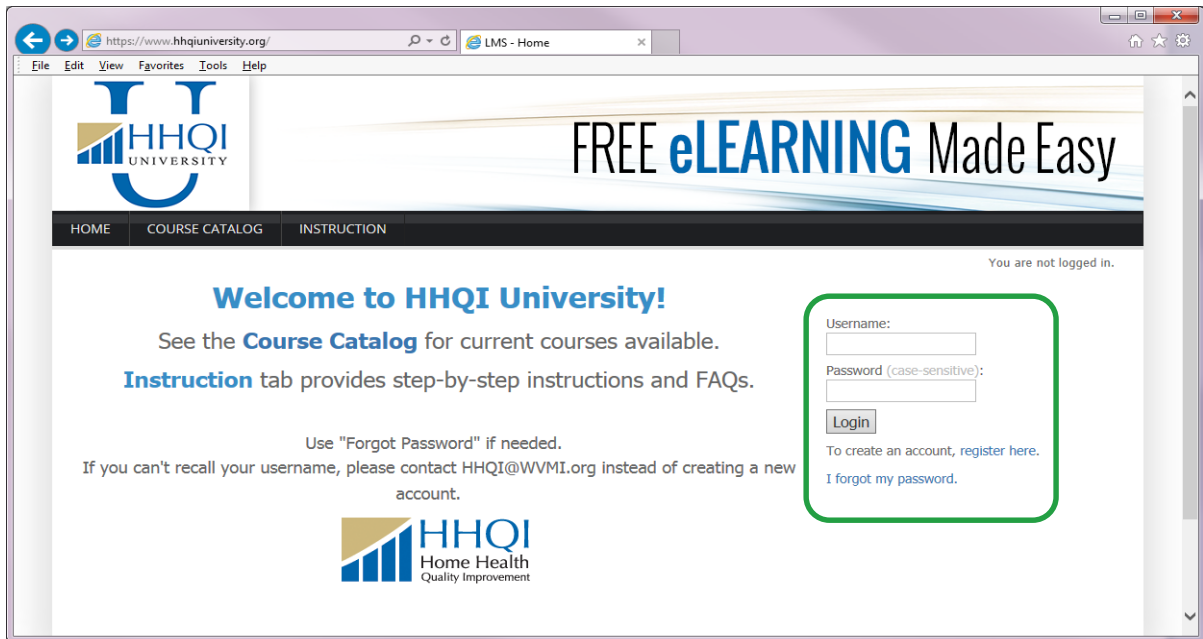 https://www.hhqiuniversity.org/
LMS - Home
File Edit View Favorites Tools Help
U
HHQI
UNIVERSITY
FREE eLEARNING Made Easy
HOME COURSE CATALOG INSTRUCTION
You are not logged in.
Welcome to HHQI University!
See the Course Catalog for current courses available.
Instruction tab provides step-by-step instructions and FAQs.
Use "Forgot Password" if needed.
If you can't recall your username, please contact HHQI@WVMI.org instead of creating a new
account.
HHQI
Home Health
Quality Improvement
Username:
Password (case-sensitive):
Login
To create an account, register here.
I forgot my password.